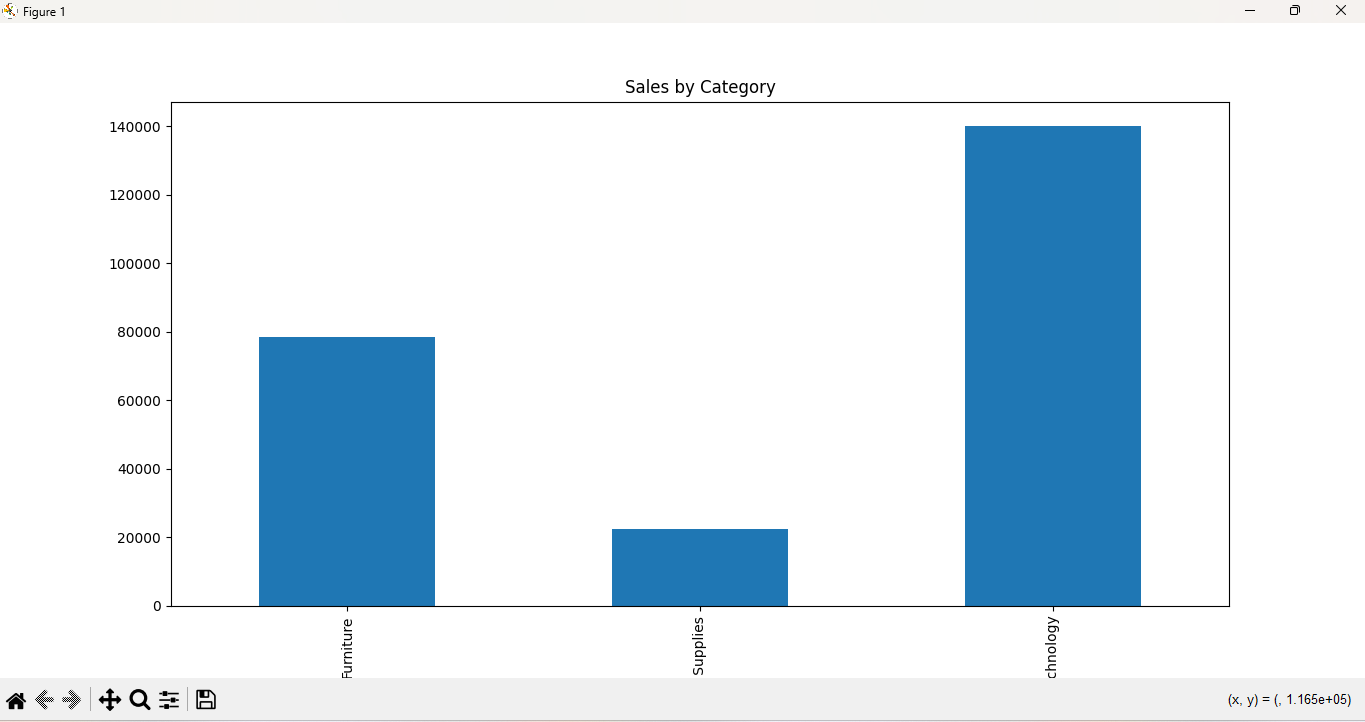 Figure 1
Sales by Category
140000
120000
100000
80000
60000
40000
20000
0
Furniture
Supplies
chnology
(x, y) = (, 1.165e+05)